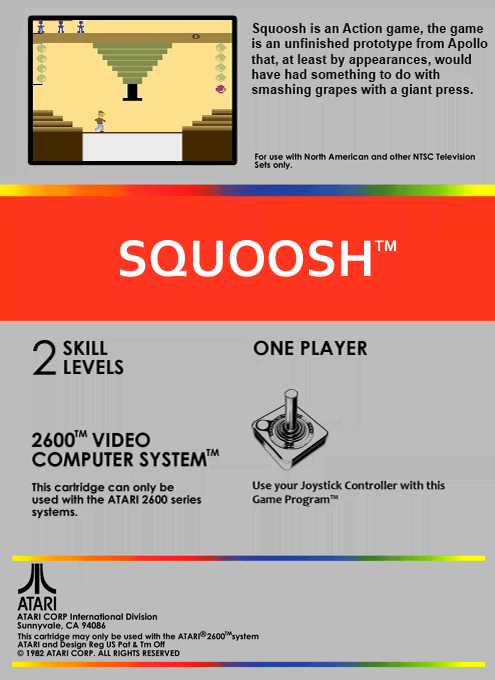 Squoosh is an Action game, the game
is an unfinished prototype from Apollo
that, at least by appearances, would
have had something to do with
smashing grapes with a giant press.
For use with North American and other NTSC Television
Sets only.
SQUOOSH™
2 SKILL
LEVELS
ONE PLAYER
2600™ VIDEO
COMPUTER SYSTEM™
This cartridge can only be
used with the ATARI 2600 series
systems.
Use your Joystick Controller with this
Game Program™
ATARI
ATARI CORP International Division
Sunnyvale, CA 94086
This cartridge may only be used with the ATARI®2600™system
ATARI and Design Reg US Pat & Tm Off
© 1982 ATARI CORP. ALL RIGHTS RESERVED